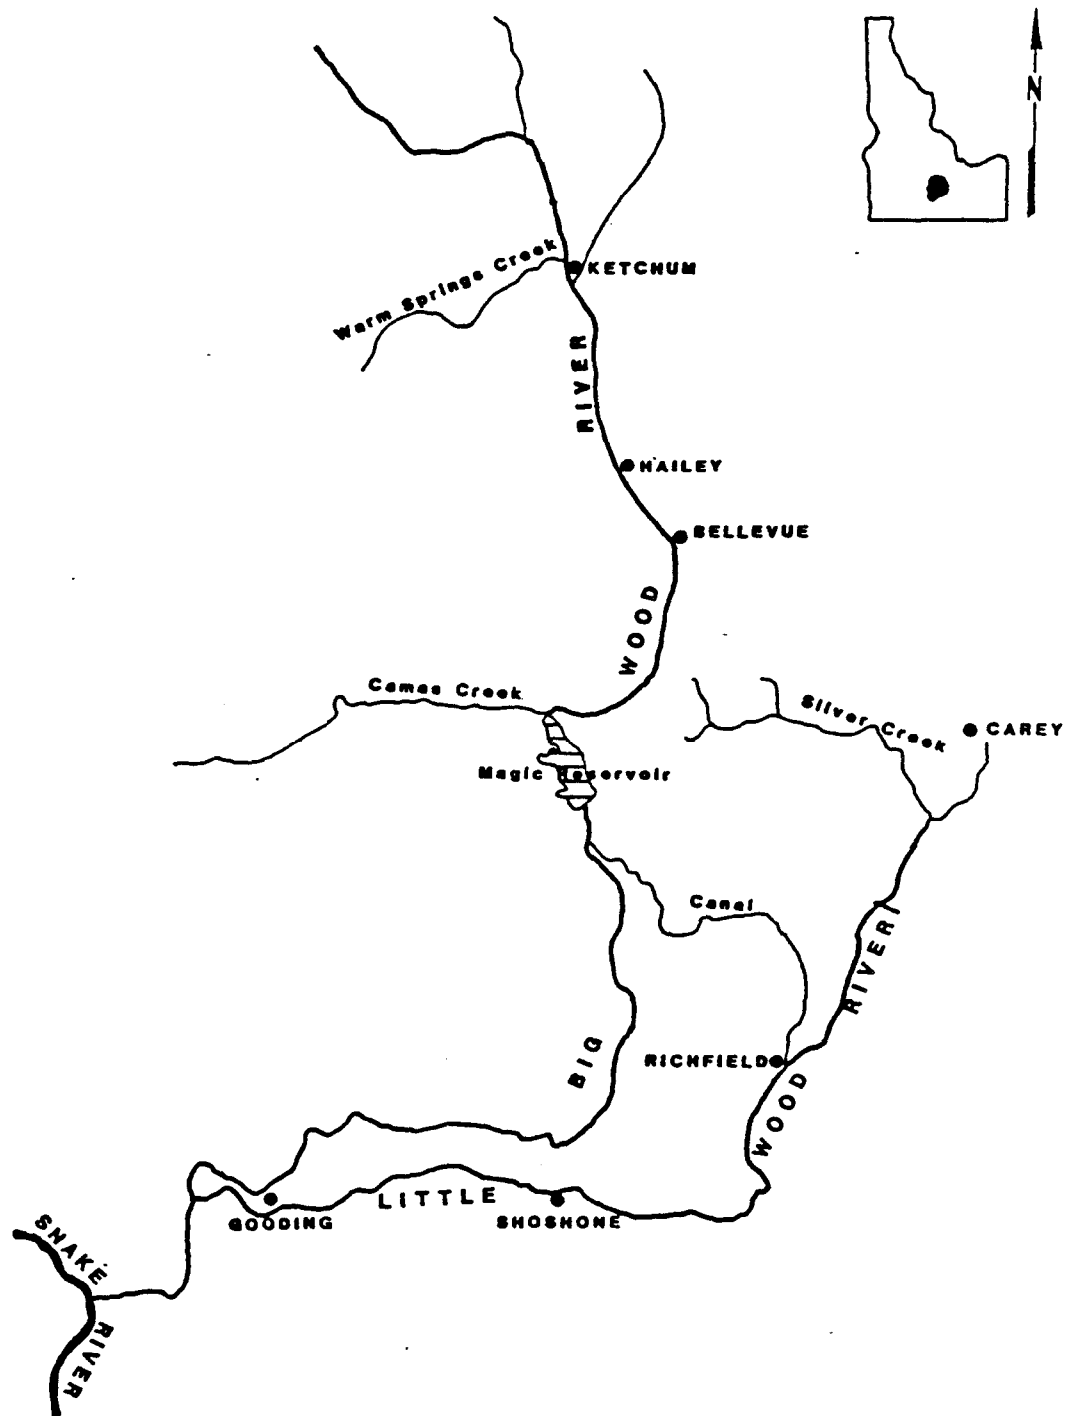 N
Warm Springs Creek
KETCHUM
RIVER
HAILEY
BELLEVUE
WOOD
Camas Creek
Silver Creek
CAREY
Magic Reservoir
Canal
RIVER
BIG
RICHFIELD
WOOD
LITTLE
GOODING
SHOSHONE
SNAKE
RIVER